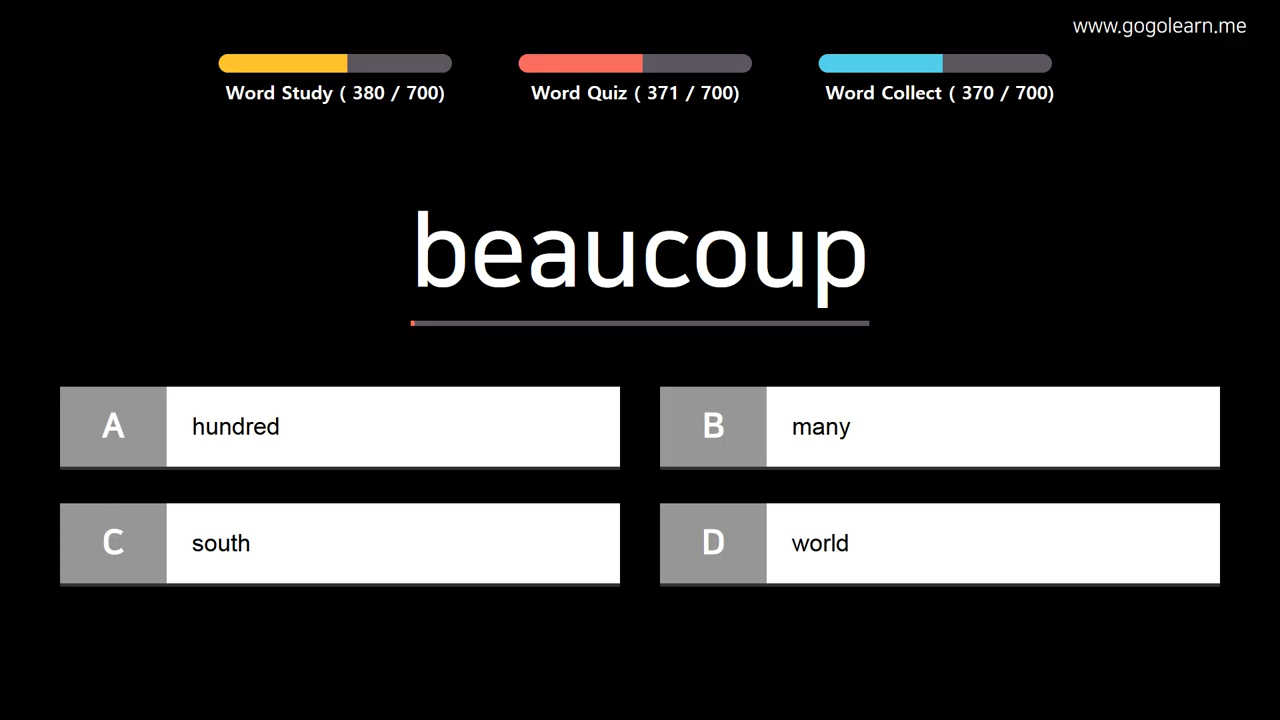 www.gogolearn.me
Word Study ( 380 / 700)
Word Quiz ( 371 / 700)
Word Collect ( 370 / 700)
beaucoup
A hundred
B many
C south
D world